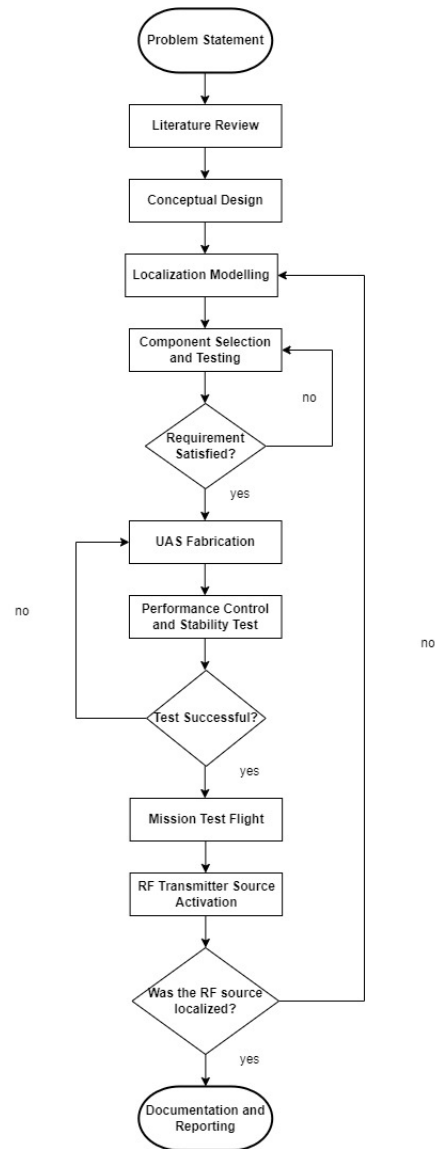 Problem Statement
Literature Review
Conceptual Design
Localization Modelling
Component Selection
and Testing
no
Requirement
Satisfied?
yes
UAS Fabrication
no
Performance Control
and Stability Test
no
Test Successful?
yes
Mission Test Flight
RF Transmitter Source
Activation
Was the RF source
localized?
yes
Documentation and
Reporting